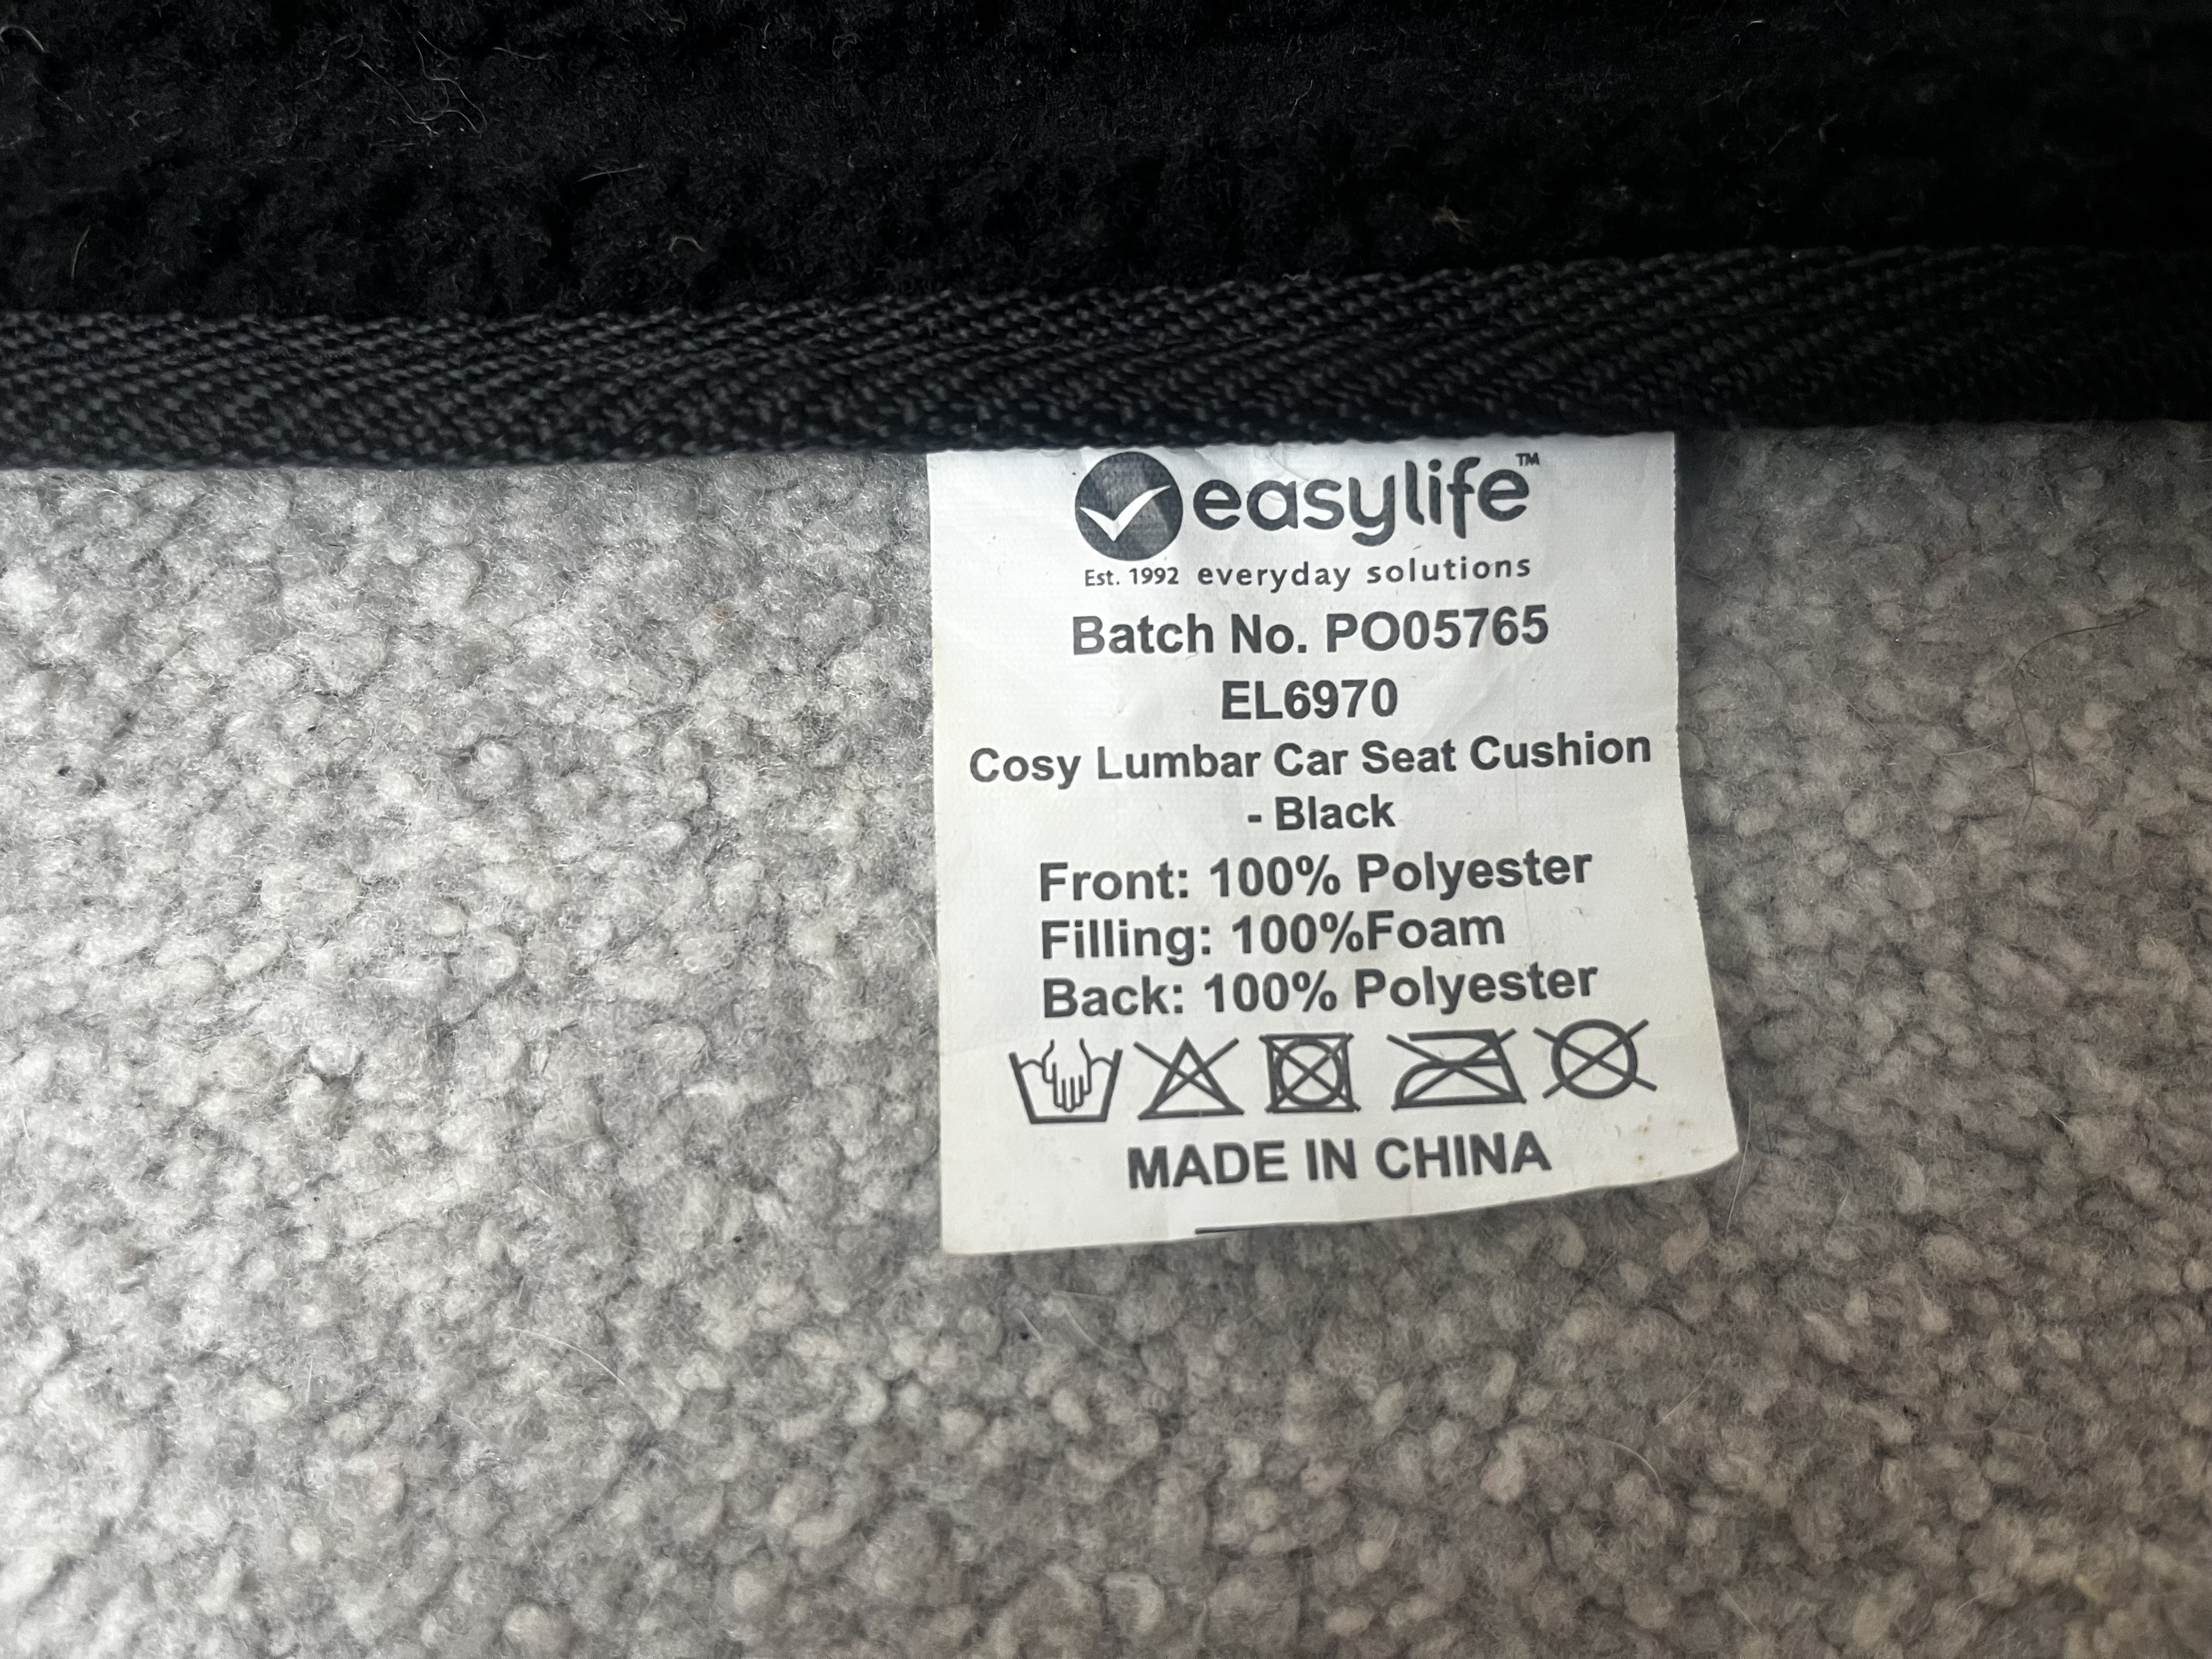 easylife™
Est. 1992 everyday solutions
Batch No. PO05765
EL6970
Cosy Lumbar Car Seat Cushion
- Black
Front: 100% Polyester
Filling: 100%Foam
Back: 100% Polyester
MADE IN CHINA